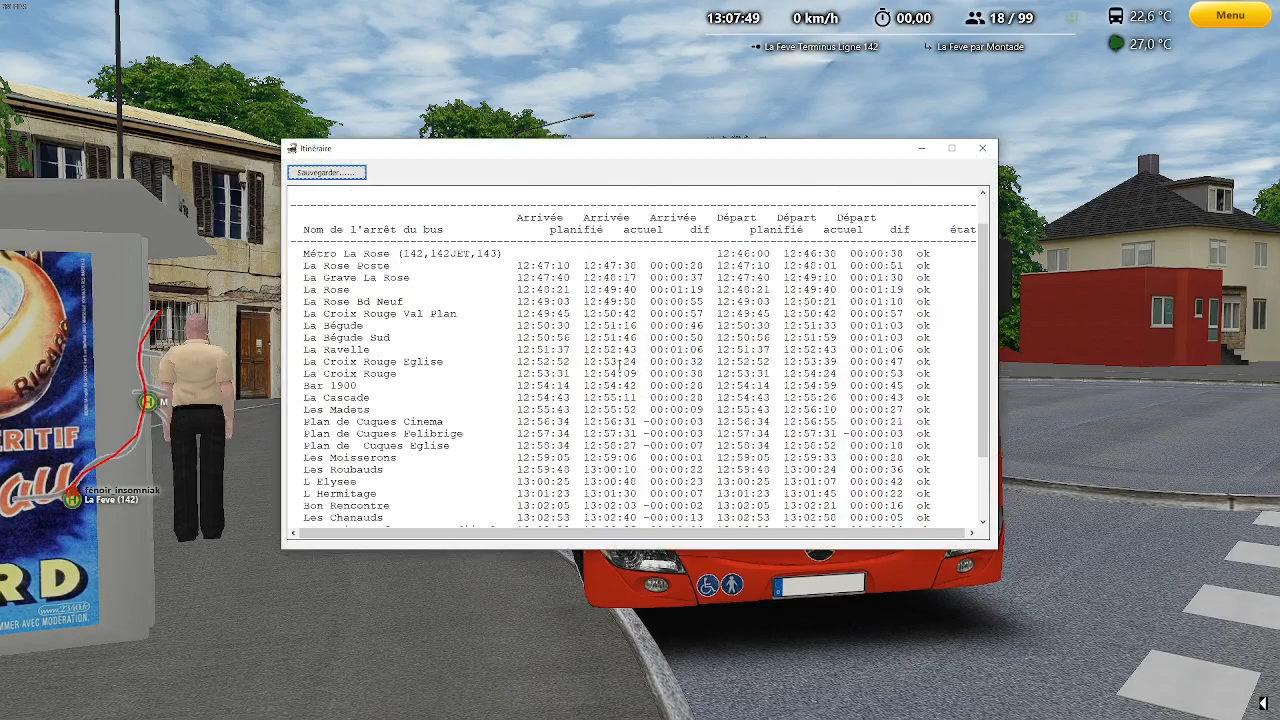 13:07:49 0 km/h 00,00 18 / 99 22,6 °C Menu
La Feve Terminus Ligne 142 La Feve par Montade 27,0 °C
Itinéraire
Sauvegarder......
Arrivée Arrivée Arrivée Départ Départ Départ
Nom de l'arrêt du bus planifié actuel dif planifié actuel dif état
Métro La Rose (142,142JET,143) 12:46:00 12:46:38 00:00:38 ok
La Rose Poste 12:47:10 12:47:38 00:00:28 12:47:10 12:48:01 00:00:51 ok
La Grave La Rose 12:47:40 12:48:17 00:00:37 12:47:40 12:49:10 00:01:30 ok
La Rose 12:48:21 12:49:40 00:01:19 12:48:21 12:49:40 00:01:19 ok
La Rose Bd Neuf 12:49:03 12:49:58 00:00:55 12:49:03 12:50:21 00:01:18 ok
La Croix Rouge Val Plan 12:49:45 12:50:42 00:00:57 12:49:45 12:50:42 00:00:57 ok
La Bégude 12:50:30 12:51:16 00:00:46 12:50:30 12:51:33 00:01:03 ok
La Bégude Sud 12:50:56 12:51:46 00:00:50 12:50:56 12:51:59 00:01:03 ok
La Ravelle 12:51:37 12:52:43 00:01:06 12:51:37 12:52:43 00:01:06 ok
La Croix Rouge Eglise 12:52:52 12:53:24 00:00:32 12:52:52 12:53:39 00:00:47 ok
La Croix Rouge 12:53:31 12:54:09 00:00:38 12:53:31 12:54:24 00:00:53 ok
Bar 1900 12:54:14 12:54:43 00:00:28 12:54:14 12:54:58 00:00:43 ok
La Cascade 12:54:43 12:55:11 00:00:28 12:54:43 12:55:26 00:00:43 ok
Les Madets 12:55:43 12:55:52 00:00:09 12:55:43 12:56:10 00:00:27 ok
Plan de Cuques Cinema 12:56:34 12:56:31 -00:00:03 12:56:34 12:56:55 00:00:21 ok
Plan de Cuques Felibrige 12:57:34 12:57:31 -00:00:03 12:57:34 12:57:31 -00:00:03 ok
Plan de Cuques Eglise 12:58:34 12:58:21 -00:00:13 12:58:34 12:58:52 00:00:18 ok
Les Moisserons 12:59:05 12:59:06 00:00:01 12:59:05 12:59:33 00:00:28 ok
Les Roubauds 12:59:48 13:00:10 00:00:22 12:59:48 13:00:24 00:00:36 ok
L Elysee 13:00:25 13:00:48 00:00:23 13:00:25 13:01:07 00:00:42 ok
L Hermitage 13:01:23 13:01:30 00:00:07 13:01:23 13:01:45 00:00:22 ok
Bon Rencontre 13:02:05 13:02:03 -00:00:02 13:02:05 13:02:21 00:00:16 ok
Les Chanauds 13:02:53 13:02:40 -00:00:13 13:02:53 13:02:58 00:00:05 ok
M
fenoir insomniak
La Feve (142)
RICARD
www.2340.fr